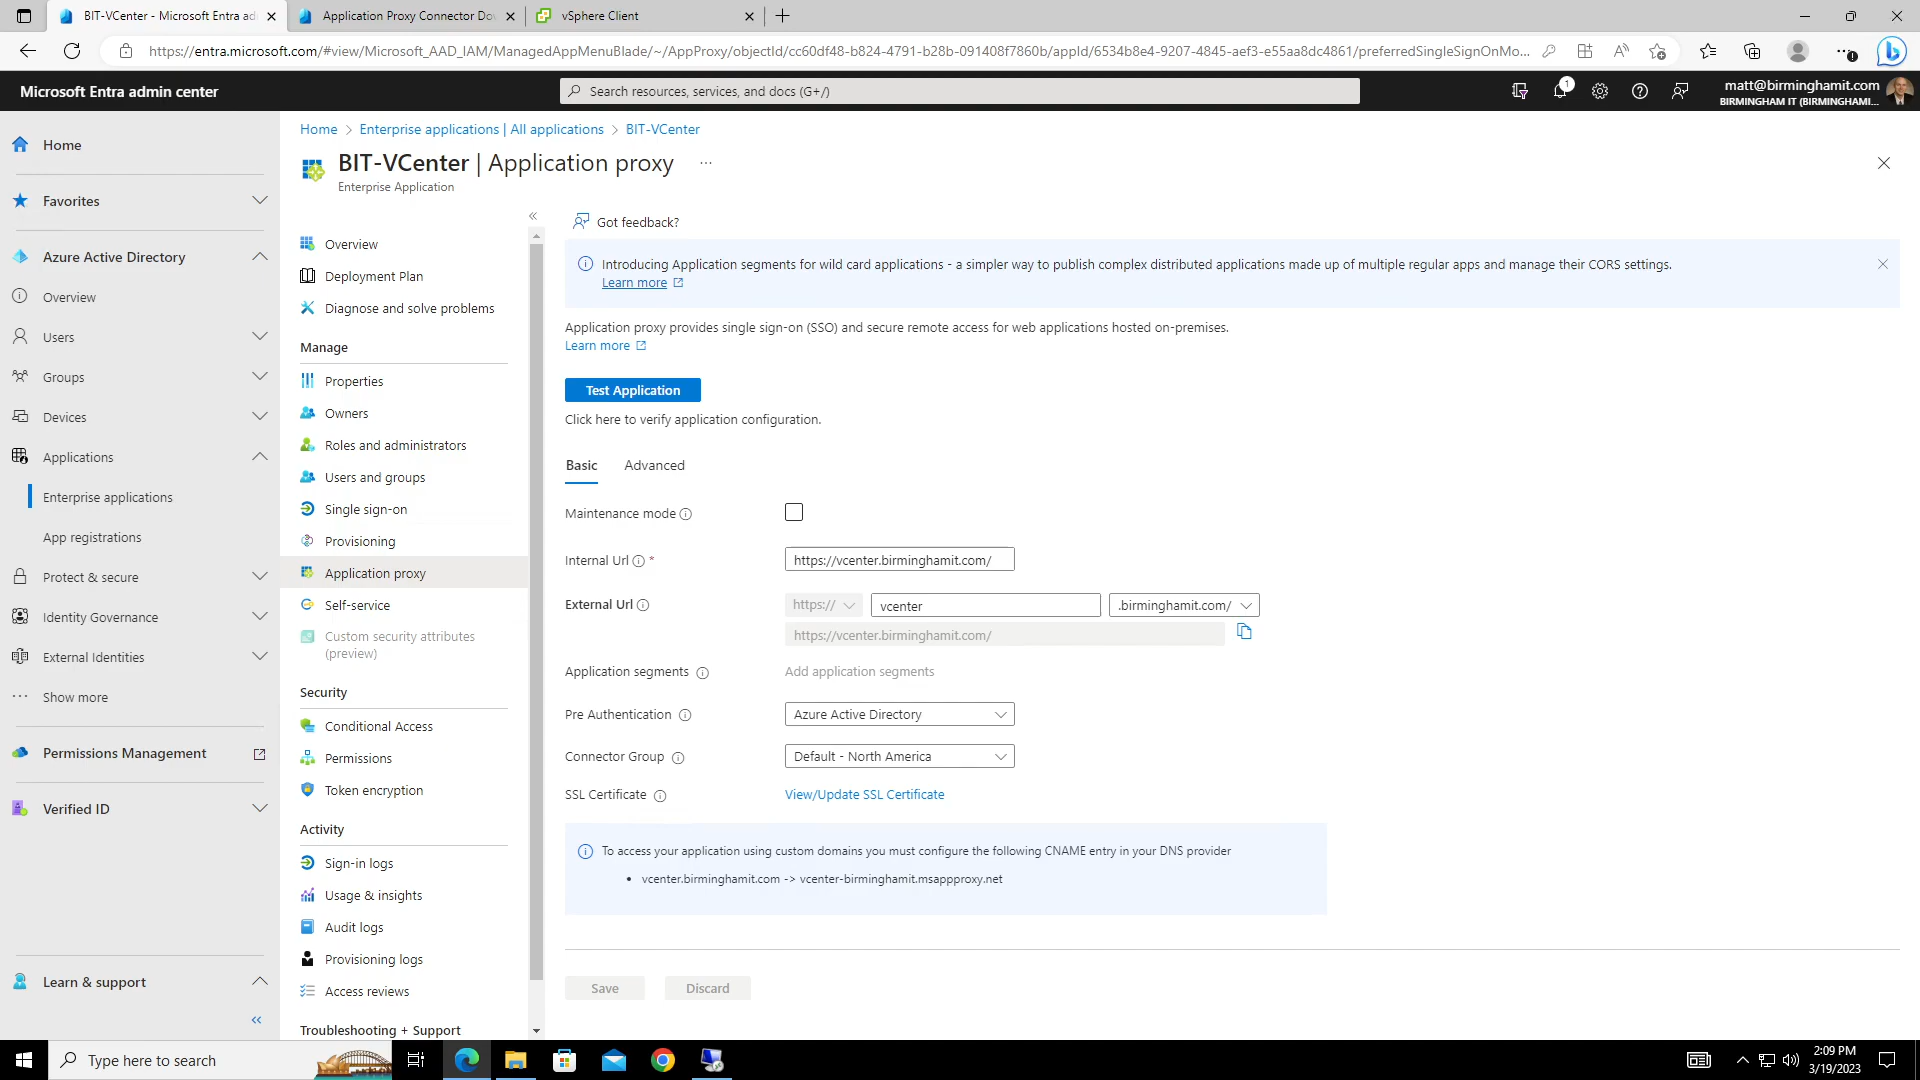 BIT-VCenter - Microsoft Entra ad
Application Proxy Connector Do
vSphere Client
https://entra.microsoft.com/#view/Microsoft_AAD_IAM/ManagedAppMenuBlade/~/AppProxy/objectId/cc60df48-b824-4791-b28b-091408f7860b/appId/6534b8e4-9207-4845-aef3-e55aa8dc4861/preferredSingleSignOnMo...
Microsoft Entra admin center
Search resources, services, and docs (G+/)
1
matt@birminghamit.com
BIRMINGHAM IT (BIRMINGHAMI...
Home
Favorites
Azure Active Directory
Overview
Users
Groups
Devices
Applications
Enterprise applications
App registrations
Protect & secure
Identity Governance
External Identities
Show more
Permissions Management
Verified ID
Learn & support
Home > Enterprise applications | All applications > BIT-VCenter
BIT-VCenter | Application proxy ...
Enterprise Application
Overview
Deployment Plan
Diagnose and solve problems
Manage
Properties
Owners
Roles and administrators
Users and groups
Single sign-on
Provisioning
Application proxy
Self-service
Custom security attributes
(preview)
Security
Conditional Access
Permissions
Token encryption
Activity
Sign-in logs
Usage & insights
Audit logs
Provisioning logs
Access reviews
Troubleshooting + Support
Got feedback?
Introducing Application segments for wild card applications - a simpler way to publish complex distributed applications made up of multiple regular apps and manage their CORS settings.
Learn more
Application proxy provides single sign-on (SSO) and secure remote access for web applications hosted on-premises.
Learn more
Test Application
Click here to verify application configuration.
Basic Advanced
Maintenance mode
Internal Url * https://vcenter.birminghamit.com/
External Url https:// vcenter .birminghamit.com/
https://vcenter.birminghamit.com/
Application segments Add application segments
Pre Authentication Azure Active Directory
Connector Group Default - North America
SSL Certificate View/Update SSL Certificate
To access your application using custom domains you must configure the following CNAME entry in your DNS provider
• vcenter.birminghamit.com -> vcenter-birminghamit.msappproxy.net
Save Discard
Type here to search
2:09 PM
3/19/2023